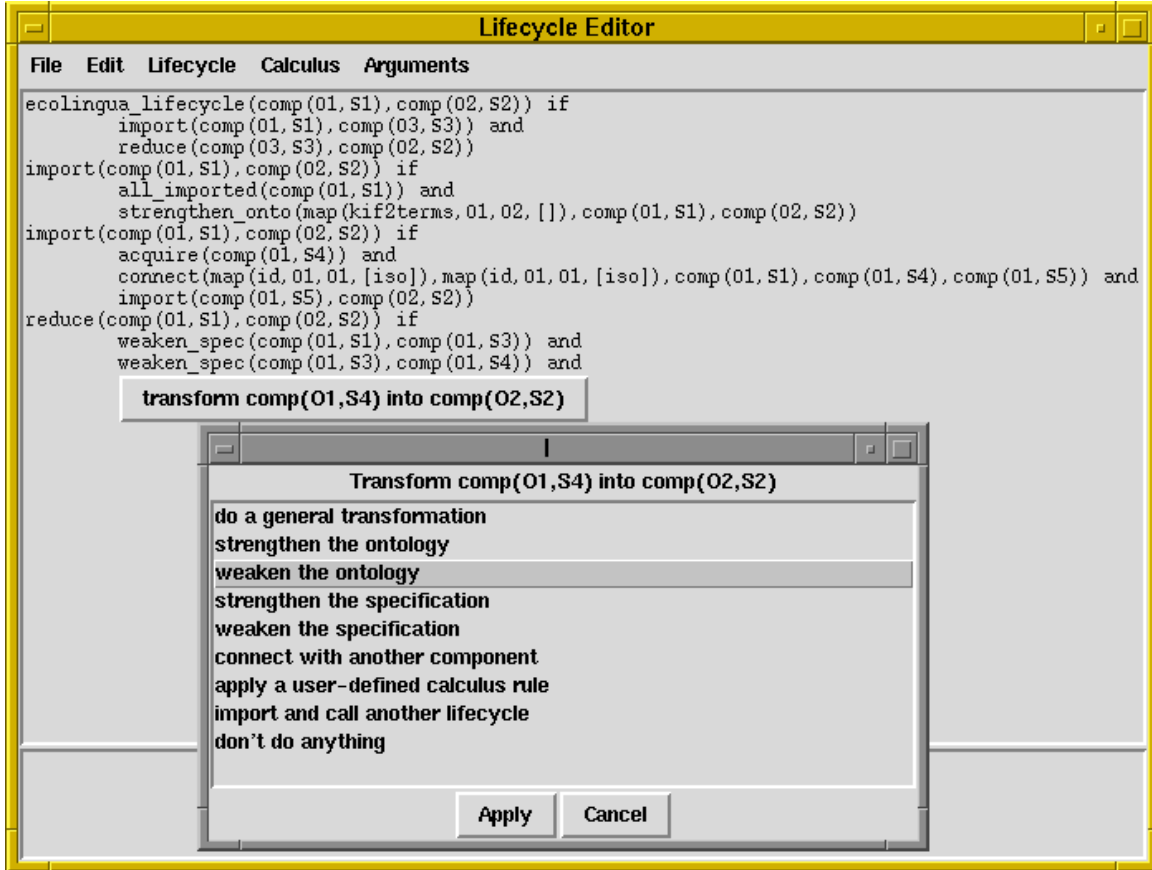 Lifecycle Editor
File Edit Lifecycle Calculus Arguments
ecolingua_lifecycle(comp(O1,S1),comp(O2,S2)) if
import(comp(O1,S1),comp(O3,S3)) and
reduce(comp(O3,S3),comp(O2,S2))
import(comp(O1,S1),comp(O2,S2)) if
all_imported(comp(O1,S1)) and
strengthen_onto(map(kif2terms,O1,O2,[]),comp(O1,S1),comp(O2,S2))
import(comp(O1,S1),comp(O2,S2)) if
acquire(comp(O1,S4)) and
connect(map(id,O1,O1,[iso]),map(id,O1,O1,[iso]),comp(O1,S1),comp(O1,S4),comp(O1,S5)) and
import(comp(O1,S5),comp(O2,S2))
reduce(comp(O1,S1),comp(O2,S2)) if
weaken_spec(comp(O1,S1),comp(O1,S3)) and
weaken_spec(comp(O1,S3),comp(O1,S4)) and
transform comp(O1,S4) into comp(O2,S2)
Transform comp(O1,S4) into comp(O2,S2)
do a general transformation
strengthen the ontology
weaken the ontology
strengthen the specification
weaken the specification
connect with another component
apply a user-defined calculus rule
import and call another lifecycle
don't do anything
Apply Cancel